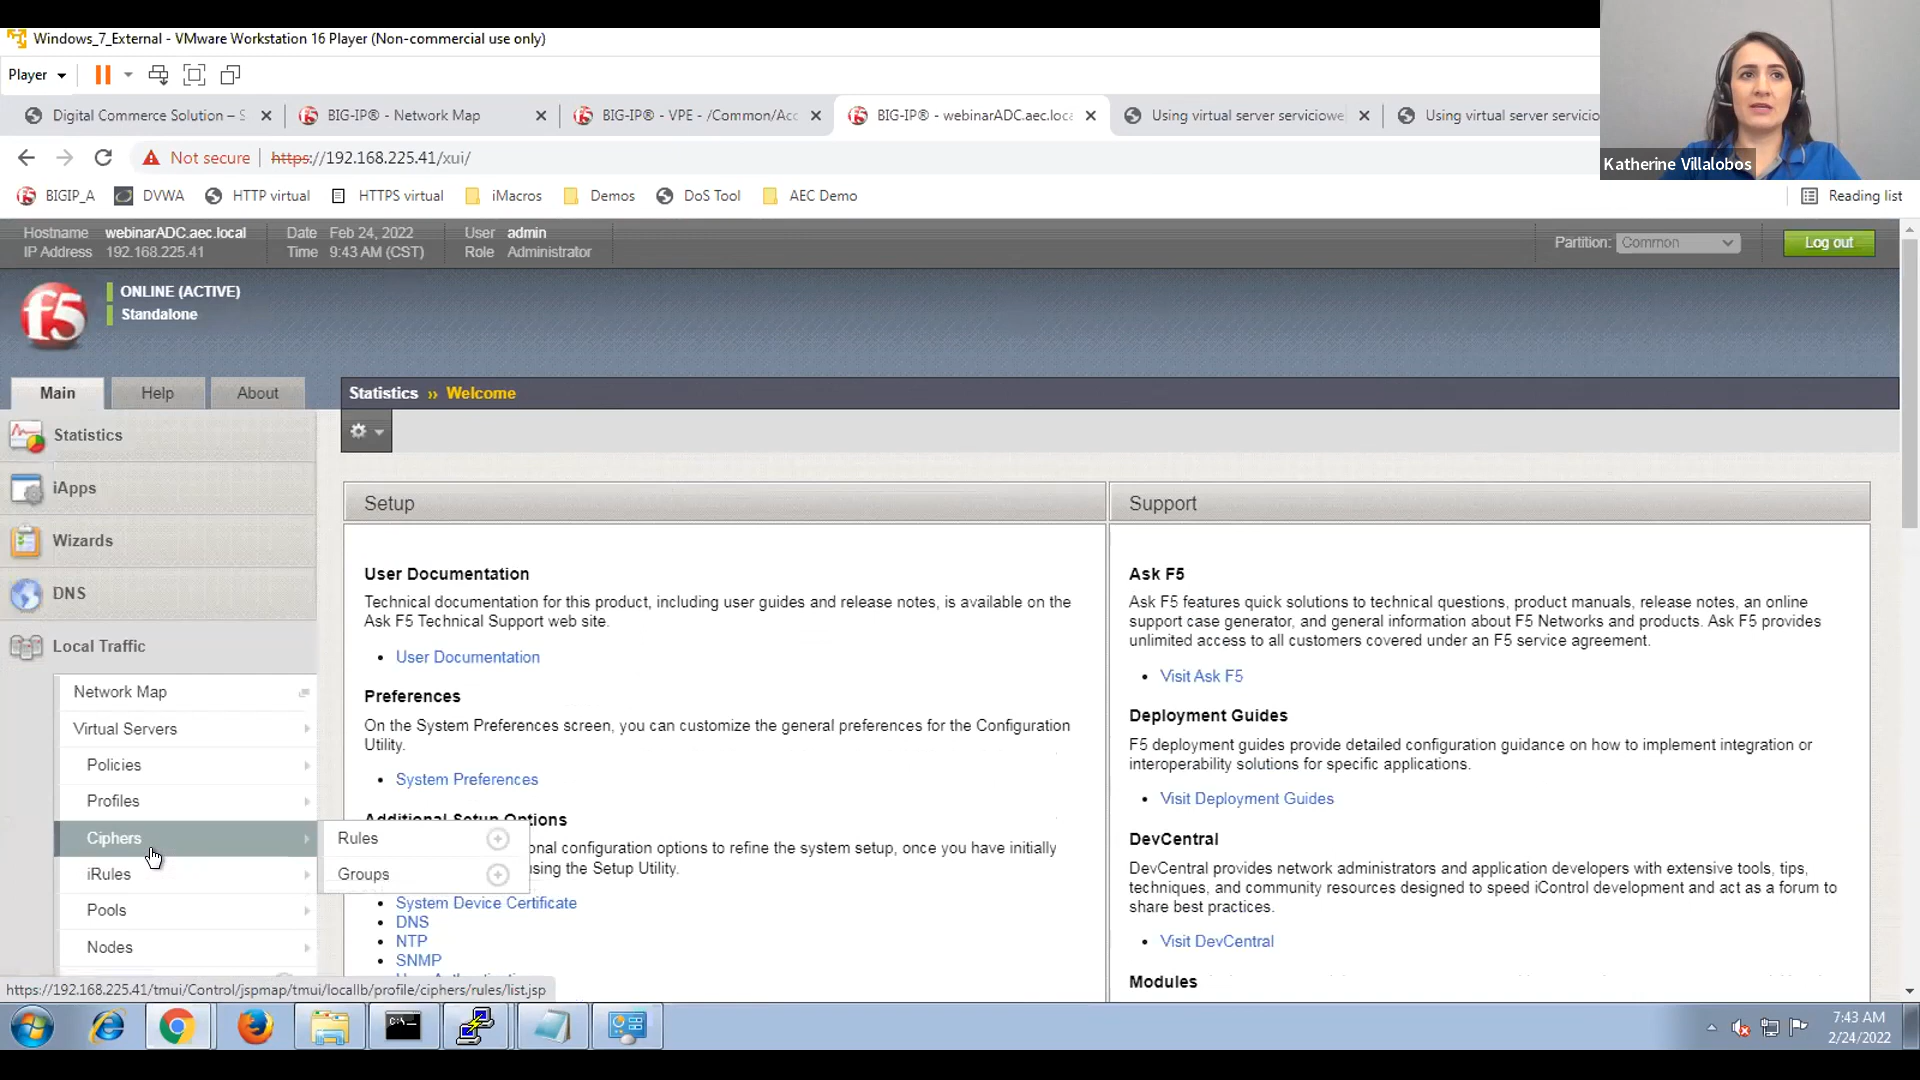 Windows_7_External - VMware Workstation 16 Player (Non-commercial use only)
Player
Digital Commerce Solution – S
BIG-IP® - Network Map
BIG-IP® - VPE - /Common/Acc
BIG-IP® - webinarADC.aec.loca
Using virtual server serviciowe
Using virtual server servicio
Not secure
https://192.168.225.41/xui/
Katherine Villalobos
BIGIP_A
DVWA
HTTP virtual
HTTPS virtual
iMacros
Demos
DoS Tool
AEC Demo
Reading list
Hostname webinarADC.aec.local
IP Address 192.168.225.41
Date Feb 24, 2022
Time 9:43 AM (CST)
User admin
Role Administrator
Partition: Common
Log out
f5
ONLINE (ACTIVE)
Standalone
Main
Help
About
Statistics
iApps
Wizards
DNS
Local Traffic
Network Map
Virtual Servers
Policies
Profiles
Ciphers
iRules
Pools
Nodes
Rules
Groups
Statistics ›› Welcome
Setup
User Documentation
Technical documentation for this product, including user guides and release notes, is available on the
Ask F5 Technical Support web site.
• User Documentation
Preferences
On the System Preferences screen, you can customize the general preferences for the Configuration
Utility.
• System Preferences
Additional Setup Options
onal configuration options to refine the system setup, once you have initially
using the Setup Utility.
• System Device Certificate
• DNS
• NTP
• SNMP
Support
Ask F5
Ask F5 features quick solutions to technical questions, product manuals, release notes, an online
support case generator, and general information about F5 Networks and products. Ask F5 provides
unlimited access to all customers covered under an F5 service agreement.
• Visit Ask F5
Deployment Guides
F5 deployment guides provide detailed configuration guidance on how to implement integration or
interoperability solutions for specific applications.
• Visit Deployment Guides
DevCentral
DevCentral provides network administrators and application developers with extensive tools, tips,
techniques, and community resources designed to speed iControl development and act as a forum to
share best practices.
• Visit DevCentral
Modules
https://192.168.225.41/tmui/Control/jspmap/tmui/locallb/profile/ciphers/rules/list.jsp
7:43 AM
2/24/2022